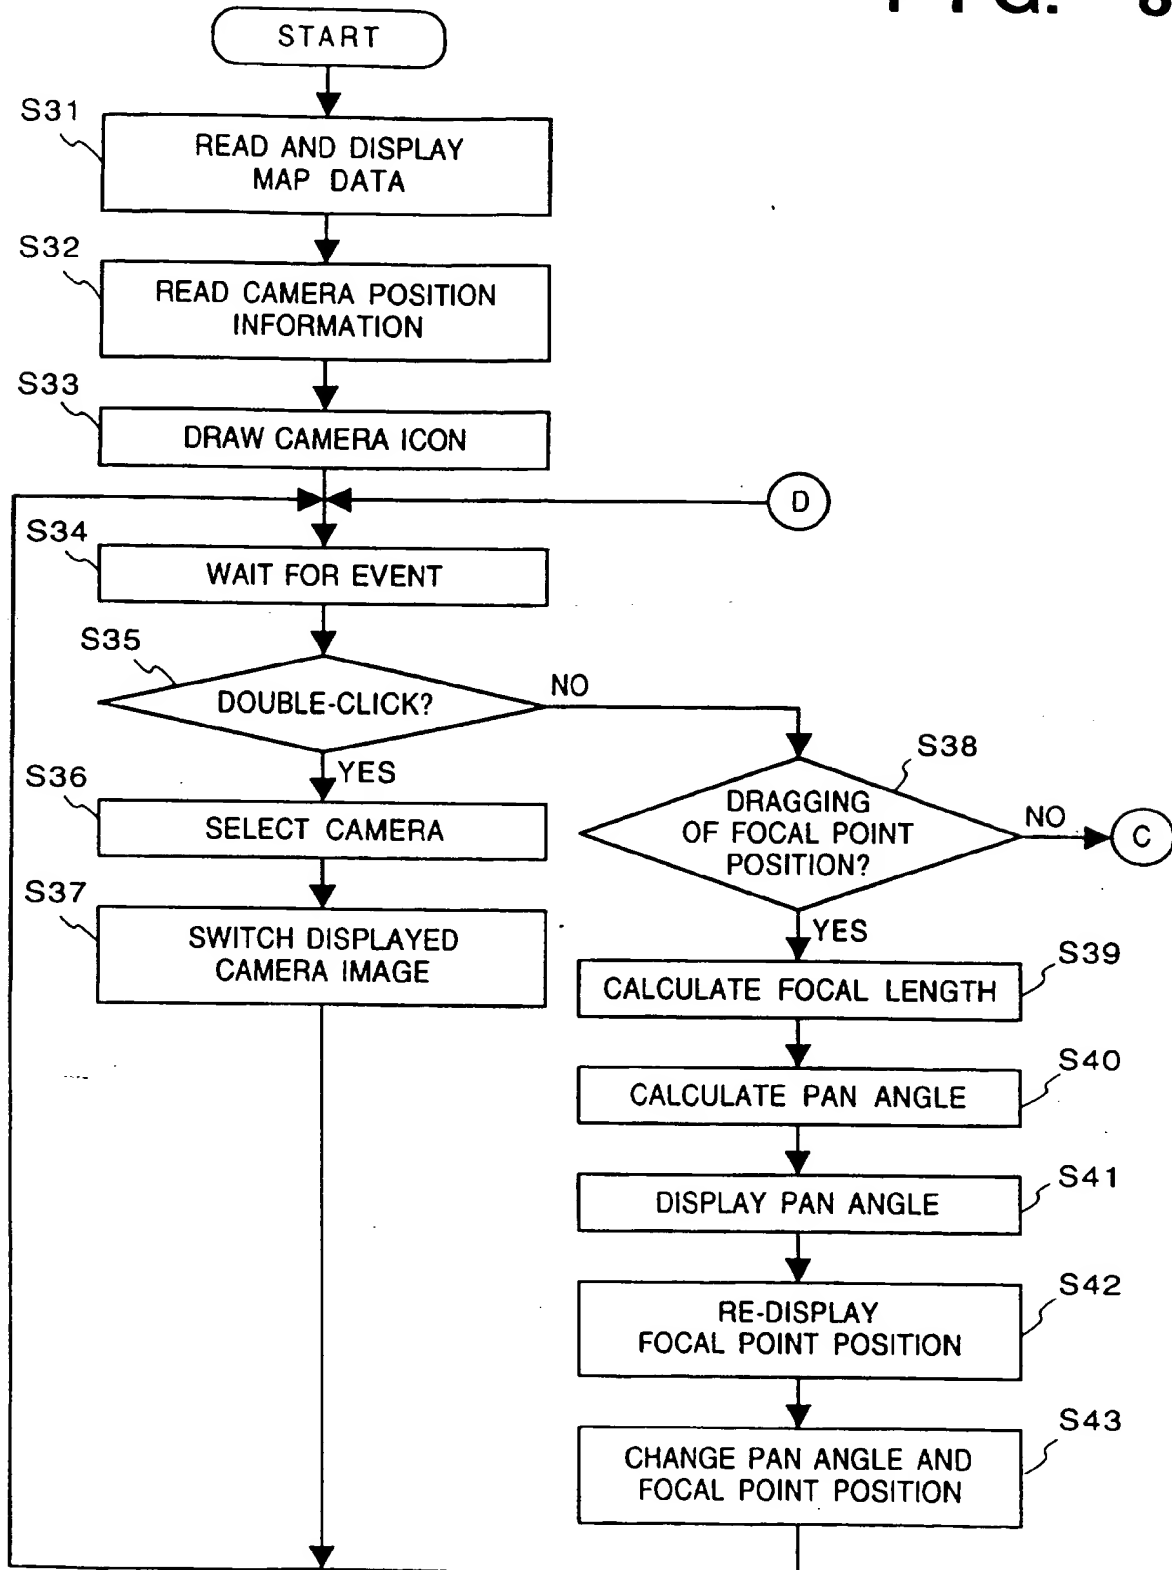 FIG. 8
START
S31
READ AND DISPLAY
MAP DATA
S32
READ CAMERA POSITION
INFORMATION
S33
DRAW CAMERA ICON
D
S34
WAIT FOR EVENT
S35
DOUBLE-CLICK?
NO
YES
S36
SELECT CAMERA
S37
SWITCH DISPLAYED
CAMERA IMAGE
S38
DRAGGING
OF FOCAL POINT
POSITION?
NO
C
YES
S39
CALCULATE FOCAL LENGTH
S40
CALCULATE PAN ANGLE
S41
DISPLAY PAN ANGLE
S42
RE-DISPLAY
FOCAL POINT POSITION
S43
CHANGE PAN ANGLE AND
FOCAL POINT POSITION